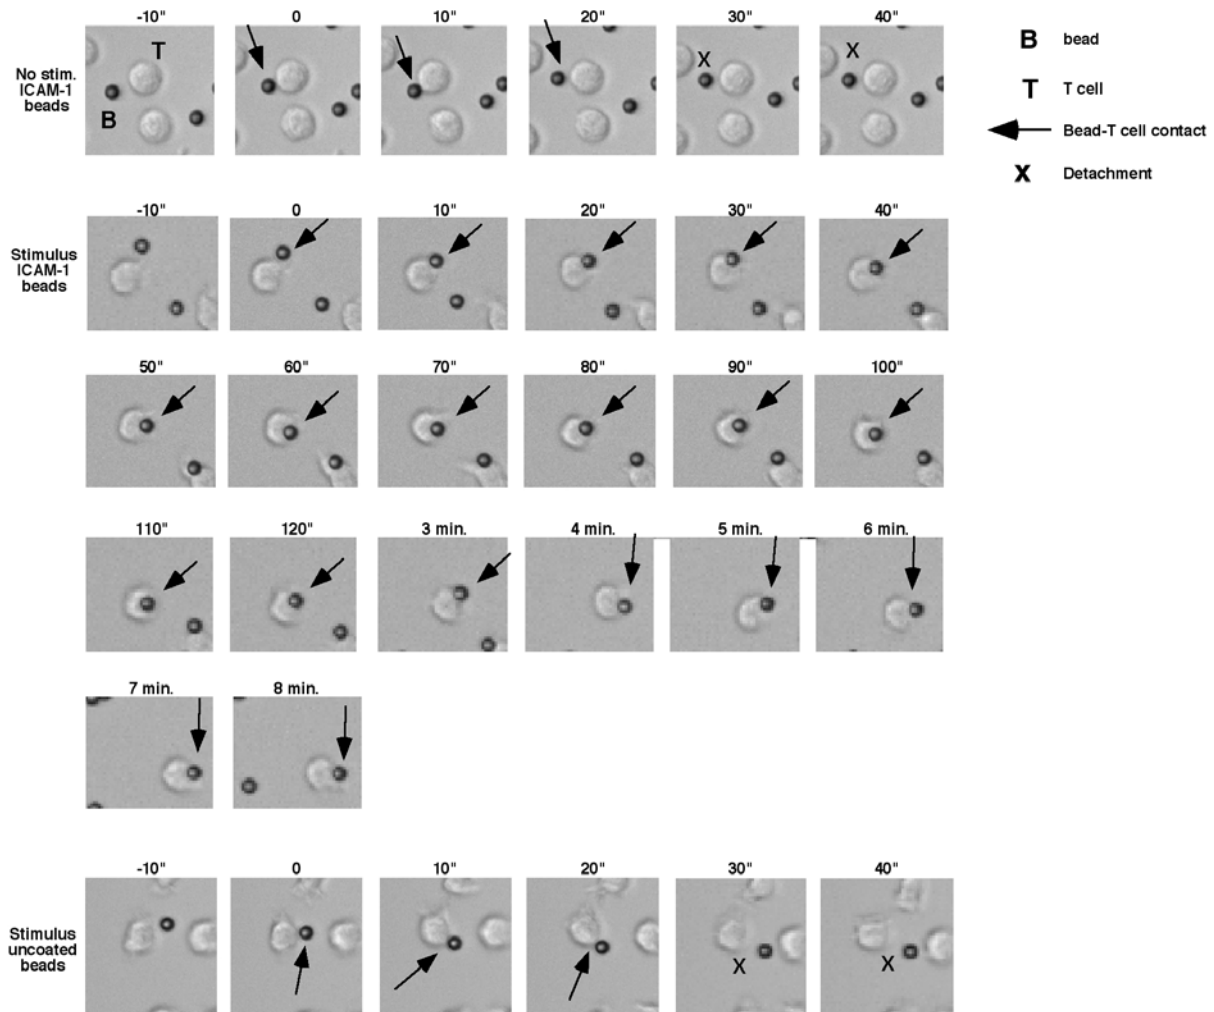 -10" 0 10" 20" 30" 40"
No stim.
ICAM-1
beads
T
B
X X
B bead
T T cell
Bead-T cell contact
X Detachment
-10" 0 10" 20" 30" 40"
Stimulus
ICAM-1
beads
50" 60" 70" 80" 90" 100"
110" 120" 3 min. 4 min. 5 min. 6 min.
7 min. 8 min.
-10" 0 10" 20" 30" 40"
Stimulus
uncoated
beads
X X